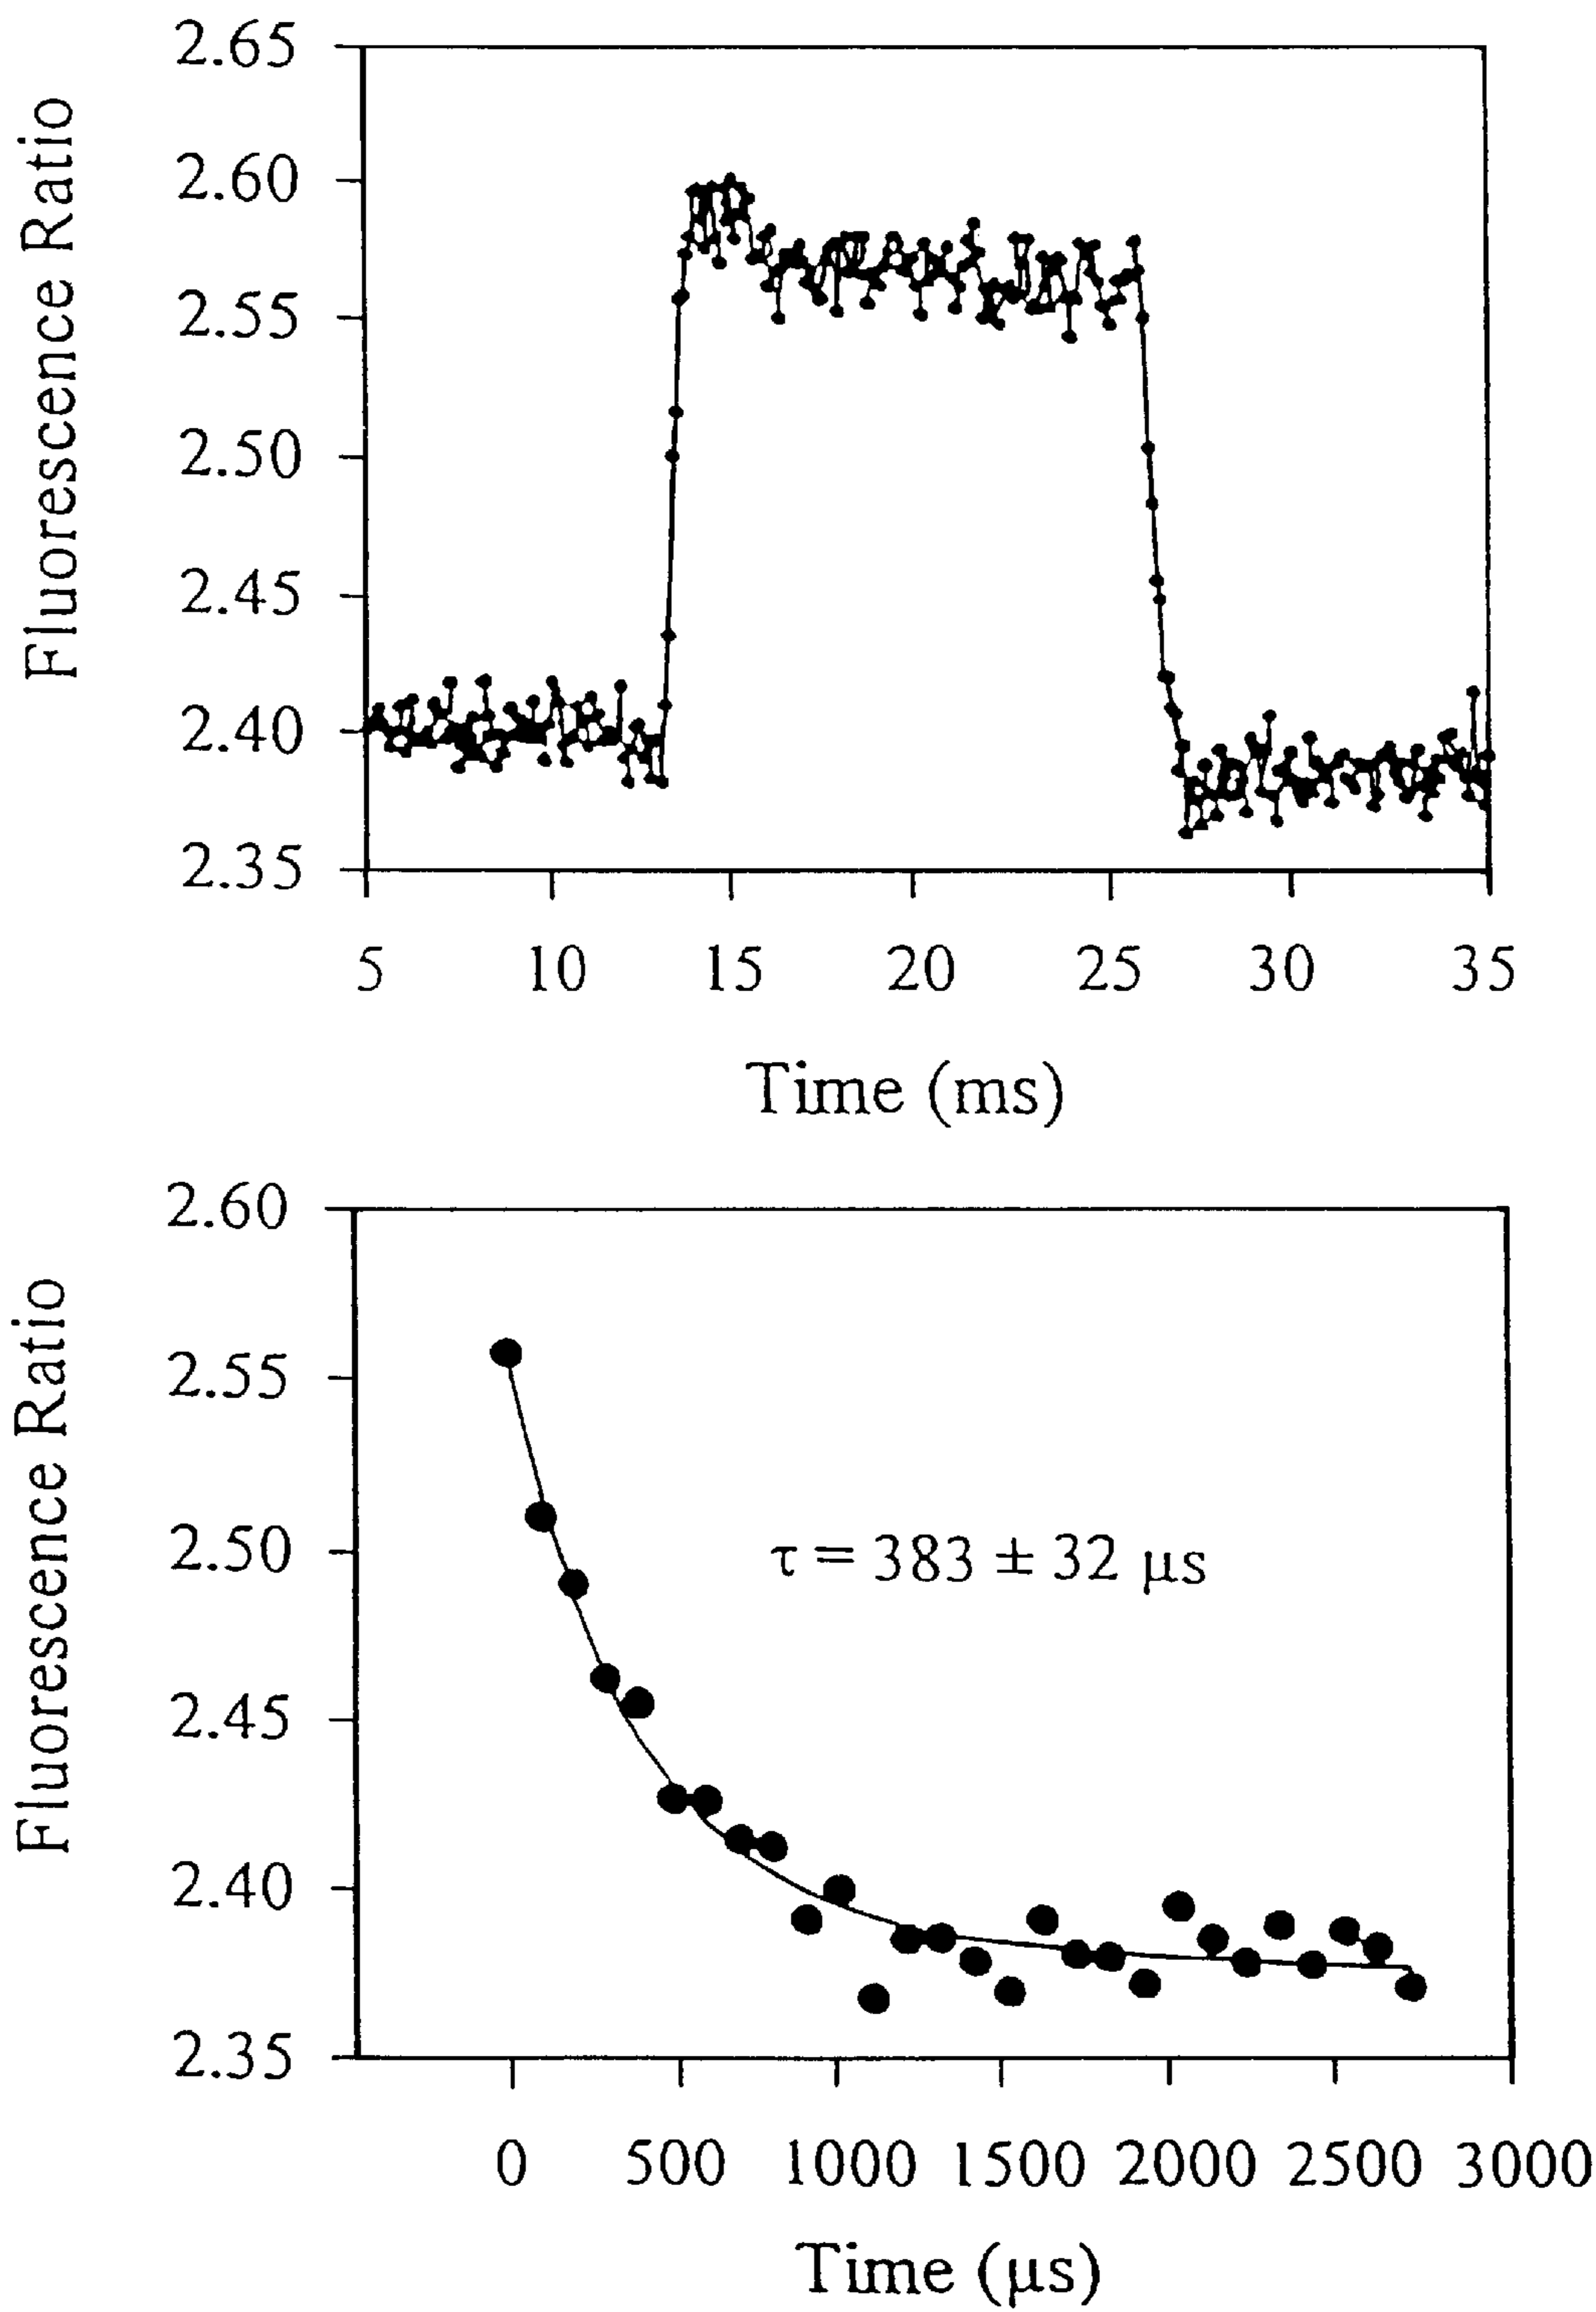 Fluorescence Ratio
2.65
2.60
2.55
2.50
2.45
2.40
2.35
5 10 15 20 25 30 35
Time (ms)
Fluorescence Ratio
2.60
2.55
2.50
2.45
2.40
2.35
τ = 383 ± 32 µs
0 500 1000 1500 2000 2500 3000
Time (µs)